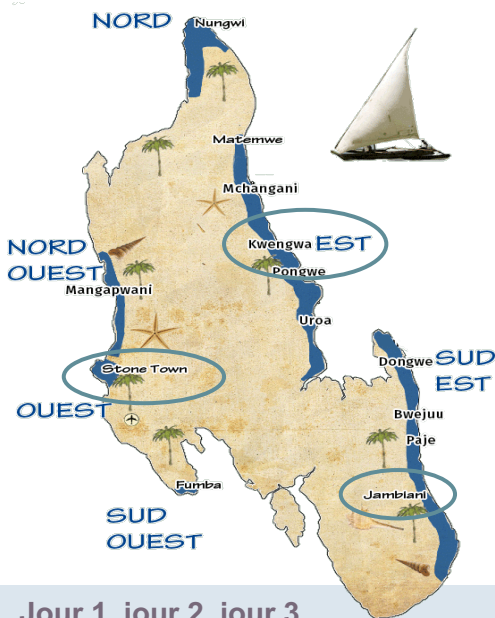 NORD
Nungwi
Matemwe
Mchangani
Kwengwa EST
Pongwe
NORD
OUEST
Mangapwani
Uroa
Stone Town
Dongwe
SUD
EST
OUEST
Bwejuu
Paje
Fumba
Jambiani
SUD
OUEST
Jour 1, jour 2, jour 3